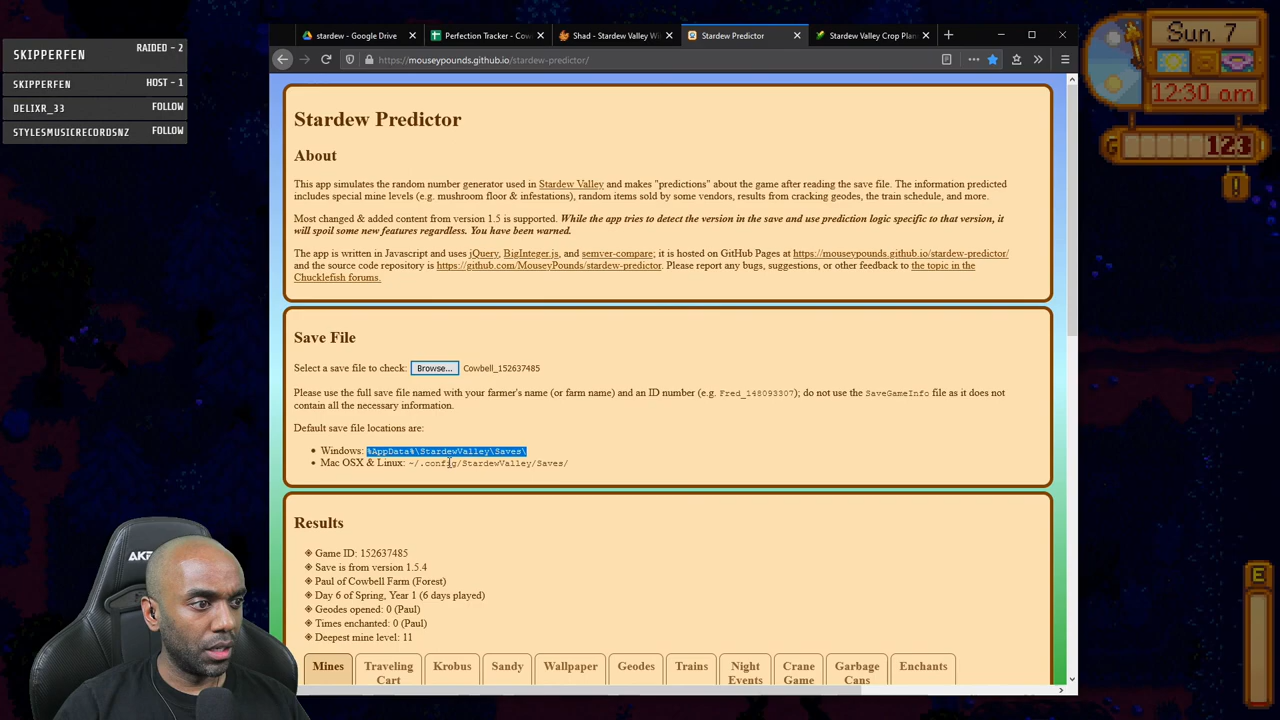 SKIPPERFEN
RAIDED - 2
SKIPPERFEN
HOST - 1
DELIXR_33
FOLLOW
STYLESMUSICRECORDSNZ
FOLLOW
stardew - Google Drive
Perfection Tracker - Cow
Shad - Stardew Valley Wi
Stardew Predictor
Stardew Valley Crop Plan
https://mouseypounds.github.io/stardew-predictor/
Sun. 7
12:30 am
123
Stardew Predictor
About
This app simulates the random number generator used in Stardew Valley and makes "predictions" about the game after reading the save file. The information predicted
includes special mine levels (e.g. mushroom floor & infestations), random items sold by some vendors, results from cracking geodes, the train schedule, and more.
Most changed & added content from version 1.5 is supported. While the app tries to detect the version in the save and use prediction logic specific to that version, it
will spoil some new features regardless. You have been warned.
The app is written in Javascript and uses jQuery, BigInteger.js, and semver-compare; it is hosted on GitHub Pages at https://mouseypounds.github.io/stardew-predictor/
and the source code repository is https://github.com/MouseyPounds/stardew-predictor. Please report any bugs, suggestions, or other feedback to the topic in the
Chucklefish forums.
Save File
Select a save file to check: Browse... Cowbell_152637485
Please use the full save file named with your farmer's name (or farm name) and an ID number (e.g. Fred_148093307); do not use the SaveGameInfo file as it does not
contain all the necessary information.
Default save file locations are:
Windows: %AppData%\StardewValley\Saves\
Mac OSX & Linux: ~/.config/StardewValley/Saves/
Results
Game ID: 152637485
Save is from version 1.5.4
Paul of Cowbell Farm (Forest)
Day 6 of Spring, Year 1 (6 days played)
Geodes opened: 0 (Paul)
Times enchanted: 0 (Paul)
Deepest mine level: 11
Mines
Traveling Cart
Krobus
Sandy
Wallpaper
Geodes
Trains
Night Events
Crane Game
Garbage Cans
Enchants
E